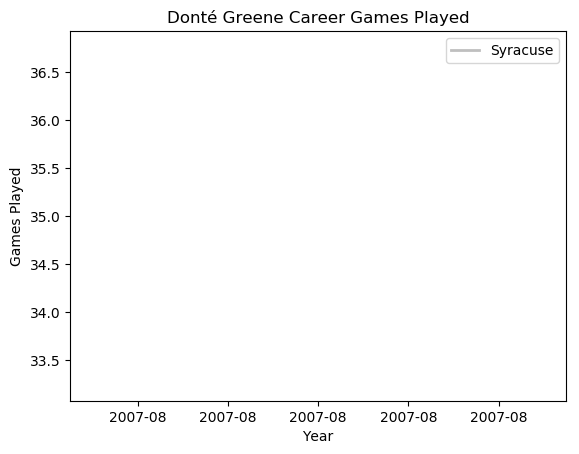 Donté Greene Career Games Played
Syracuse
36.5
36.0
35.5
35.0
34.5
34.0
33.5
Games Played
2007-08 2007-08 2007-08 2007-08 2007-08
Year